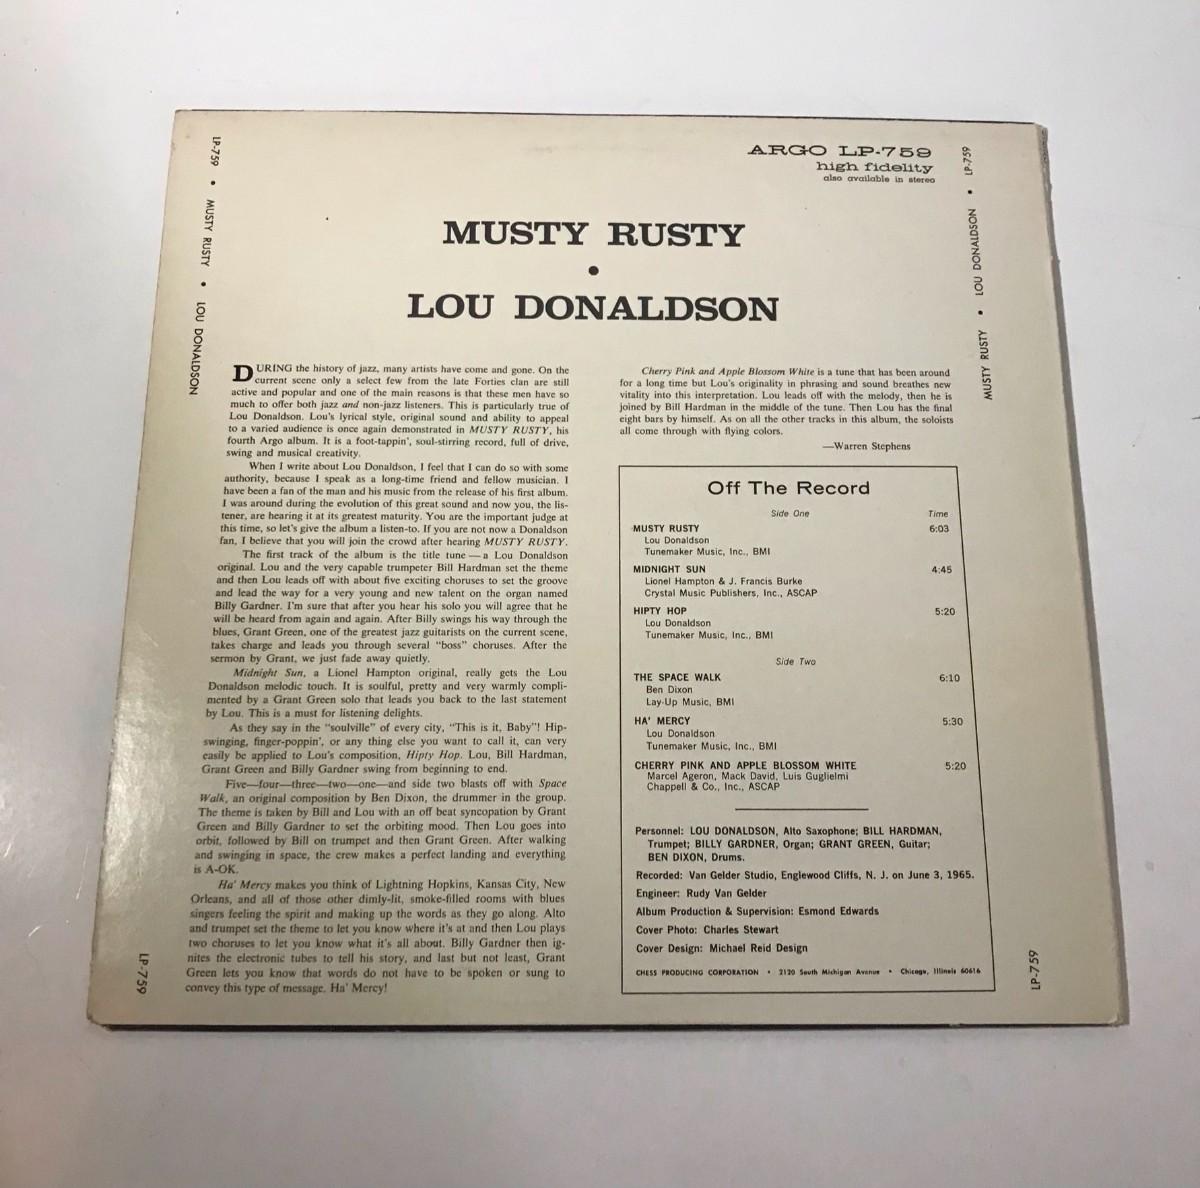 ARGO LP-759
high fidelity
also available in stereo
MUSTY RUSTY
•
LOU DONALDSON
LP-759 • MUSTY RUSTY • LOU DONALDSON
DURING the history of jazz, many artists have come and gone. On the
current scene only a select few from the late Forties clan are still
active and popular and one of the main reasons is that these men have so
much to offer both jazz and non-jazz listeners. This is particularly true of
Lou Donaldson. Lou's lyrical style, original sound and ability to appeal
to a varied audience is once again demonstrated in MUSTY RUSTY, his
fourth Argo album. It is a foot-tappin', soul-stirring record, full of drive,
swing and musical creativity.
When I write about Lou Donaldson, I feel that I can do so with some
authority, because I speak as a long-time friend and fellow musician. I
have been a fan of the man and his music from the release of his first album.
I was around during the evolution of this great sound and now you, the lis-
tener, are hearing it at its greatest maturity. You are the important judge at
this time, so let's give the album a listen-to. If you are not now a Donaldson
fan, I believe that you will join the crowd after hearing MUSTY RUSTY.
The first track of the album is the title tune — a Lou Donaldson
original. Lou and the very capable trumpeter Bill Hardman set the theme
and then Lou leads off with about five exciting choruses to set the groove
and lead the way for a very young and new talent on the organ named
Billy Gardner. I'm sure that after you hear his solo you will agree that he
will be heard from again and again. After Billy swings his way through the
blues, Grant Green, one of the greatest jazz guitarists on the current scene,
takes charge and leads you through several "boss" choruses. After the
sermon by Grant, we just fade away quietly.
Midnight Sun, a Lionel Hampton original, really gets the Lou
Donaldson melodic touch. It is soulful, pretty and very warmly compli-
mented by a Grant Green solo that leads you back to the last statement
by Lou. This is a must for listening delights.
As they say in the "soulville" of every city, "This is it, Baby"! Hip-
swinging, finger-poppin', or any thing else you want to call it, can very
easily be applied to Lou's composition, Hipty Hop. Lou, Bill Hardman,
Grant Green and Billy Gardner swing from beginning to end.
Five—four—three—two—one—and side two blasts off with Space
Walk, an original composition by Ben Dixon, the drummer in the group.
The theme is taken by Bill and Lou with an off beat syncopation by Grant
Green and Billy Gardner to set the orbiting mood. Then Lou goes into
orbit, followed by Bill on trumpet and then Grant Green. After walking
and swinging in space, the crew makes a perfect landing and everything
is A-OK.
Ha' Mercy makes you think of Lightning Hopkins, Kansas City, New
Orleans, and all of those other dimly-lit, smoke-filled rooms with blues
singers feeling the spirit and making up the words as they go along. Alto
and trumpet set the theme to let you know where it's at and then Lou plays
two choruses to let you know what it's all about. Billy Gardner then ig-
nites the electronic tubes to tell his story, and last but not least, Grant
Green lets you know that words do not have to be spoken or sung to
convey this type of message. Ha' Mercy!
LP-759
Cherry Pink and Apple Blossom White is a tune that has been around
for a long time but Lou's originality in phrasing and sound breathes new
vitality into this interpretation. Lou leads off with the melody, then he is
joined by Bill Hardman in the middle of the tune. Then Lou has the final
eight bars by himself. As on all the other tracks in this album, the soloists
all come through with flying colors.
—Warren Stephens
Off The Record
Side One Time
MUSTY RUSTY 6:03
Lou Donaldson
Tunemaker Music, Inc., BMI
MIDNIGHT SUN 4:45
Lionel Hampton & J. Francis Burke
Crystal Music Publishers, Inc., ASCAP
HIPTY HOP 5:20
Lou Donaldson
Tunemaker Music, Inc., BMI
Side Two
THE SPACE WALK 6:10
Ben Dixon
Lay-Up Music, BMI
HA' MERCY 5:30
Lou Donaldson
Tunemaker Music, Inc., BMI
CHERRY PINK AND APPLE BLOSSOM WHITE 5:20
Marcel Ageron, Mack David, Luis Guglielmi
Chappell & Co., Inc., ASCAP
Personnel: LOU DONALDSON, Alto Saxophone; BILL HARDMAN,
Trumpet; BILLY GARDNER, Organ; GRANT GREEN, Guitar;
BEN DIXON, Drums.
Recorded: Van Gelder Studio, Englewood Cliffs, N. J. on June 3, 1965.
Engineer: Rudy Van Gelder
Album Production & Supervision: Esmond Edwards
Cover Photo: Charles Stewart
Cover Design: Michael Reid Design
CHESS PRODUCING CORPORATION • 2120 South Michigan Avenue • Chicago, Illinois 60616
MUSTY RUSTY • LOU DONALDSON • LP-759
LP-759